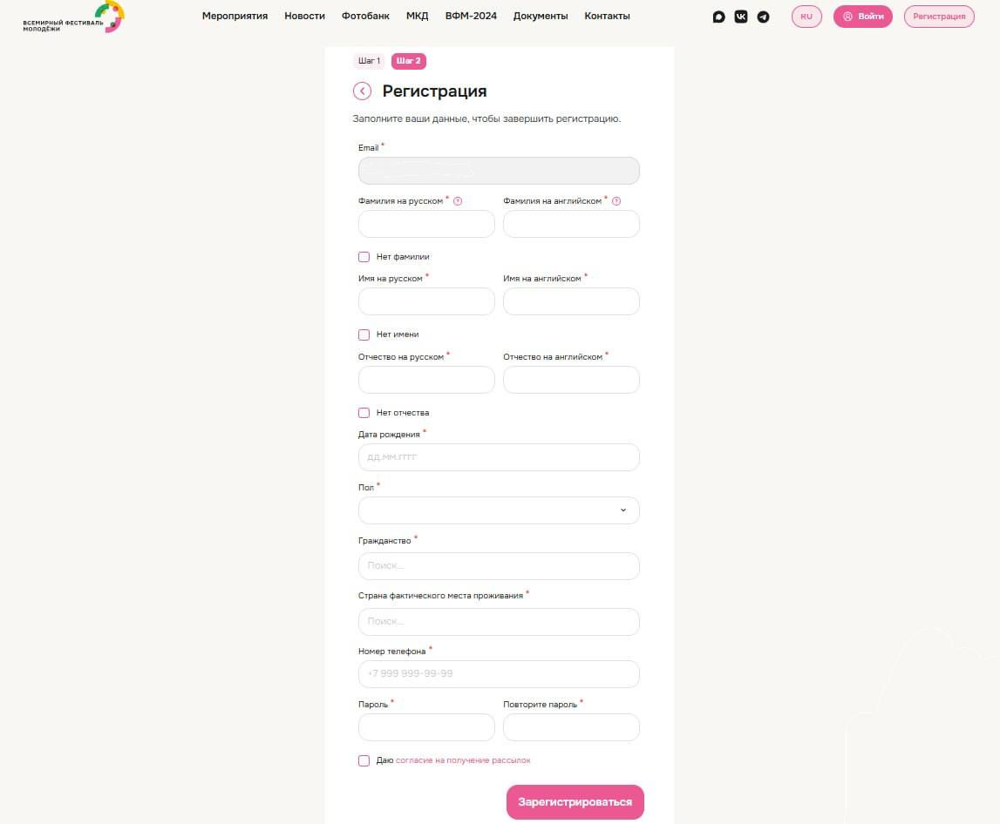 ВСЕМИРНЫЙ ФЕСТИВАЛЬ
МОЛОДЁЖИ
Мероприятия Новости Фотобанк МКД ВФМ-2024 Документы Контакты
RU Войти Регистрация
Шаг 1 Шаг 2
Регистрация
Заполните ваши данные, чтобы завершить регистрацию.
Email *
Фамилия на русском * ? Фамилия на английском * ?
Нет фамилии
Имя на русском * Имя на английском *
Нет имени
Отчество на русском * Отчество на английском *
Нет отчества
Дата рождения *
дд.мм.гггг
Пол *
Гражданство *
Поиск...
Страна фактического места проживания *
Поиск...
Номер телефона *
+7 999 999-99-99
Пароль * Повторите пароль *
Даю согласие на получение рассылок
Зарегистрироваться